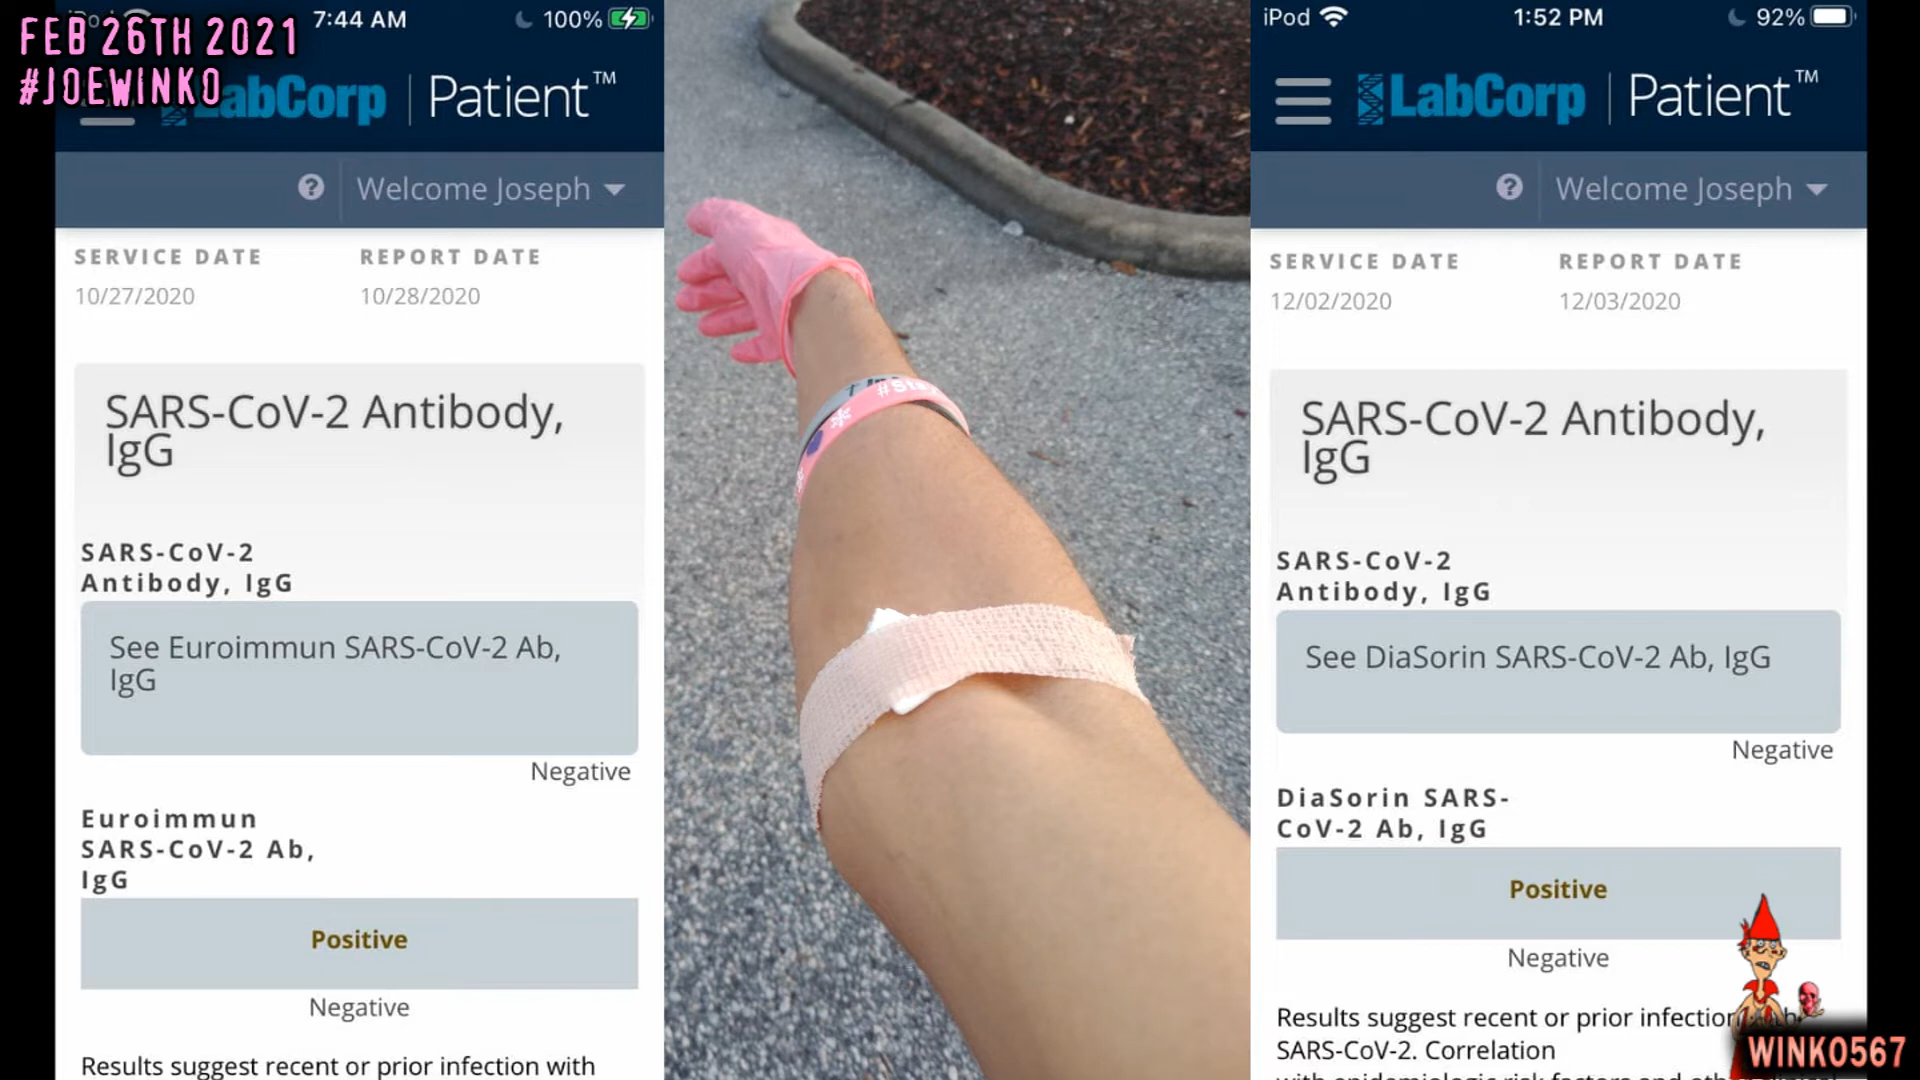 FEB 26TH 2021
#JOEWINKO
7:44 AM
100%
LabCorp | Patient™
Welcome Joseph
SERVICE DATE
REPORT DATE
10/27/2020
10/28/2020
SARS-CoV-2 Antibody,
IgG
SARS-CoV-2
Antibody, IgG
See Euroimmun SARS-CoV-2 Ab,
IgG
Negative
Euroimmun
SARS-CoV-2 Ab,
IgG
Positive
Negative
Results suggest recent or prior infection with
iPod
1:52 PM
92%
LabCorp | Patient™
Welcome Joseph
SERVICE DATE
REPORT DATE
12/02/2020
12/03/2020
SARS-CoV-2 Antibody,
IgG
SARS-CoV-2
Antibody, IgG
See DiaSorin SARS-CoV-2 Ab, IgG
Negative
DiaSorin SARS-
CoV-2 Ab, IgG
Positive
Negative
Results suggest recent or prior infection
SARS-CoV-2. Correlation
with epidemiologic risk factors and
WINKO567